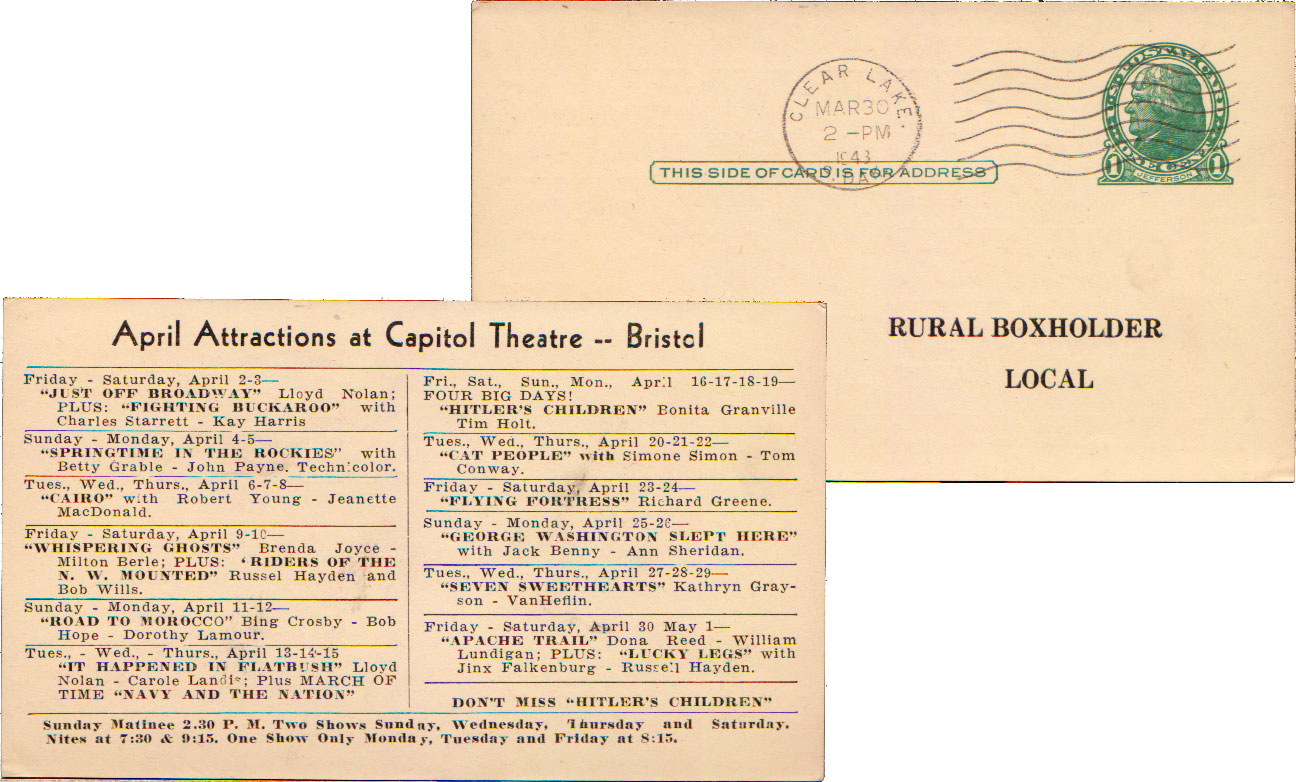 CLEAR LAKE.
MAR 30
2 -PM
1943
S. DAK.
UNITED STATES POSTAL CARD
ONE CENT
1 JEFFERSON 1
THIS SIDE OF CARD IS FOR ADDRESS
RURAL BOXHOLDER
LOCAL
April Attractions at Capitol Theatre -- Bristol
Friday - Saturday, April 2-3—
"JUST OFF BROADWAY" Lloyd Nolan;
PLUS: "FIGHTING BUCKAROO" with
Charles Starrett - Kay Harris
Sunday - Monday, April 4-5—
"SPRINGTIME IN THE ROCKIES" with
Betty Grable - John Payne. Technicolor.
Tues., Wed., Thurs., April 6-7-8—
"CAIRO" with Robert Young - Jeanette
MacDonald.
Friday - Saturday, April 9-10—
"WHISPERING GHOSTS" Brenda Joyce -
Milton Berle; PLUS: 'RIDERS OF THE
N. W. MOUNTED" Russel Hayden and
Bob Wills.
Sunday - Monday, April 11-12—
"ROAD TO MOROCCO" Bing Crosby - Bob
Hope - Dorothy Lamour.
Tues., - Wed., - Thurs., April 13-14-15
"IT HAPPENED IN FLATBUSH" Lloyd
Nolan - Carole Landis; Plus MARCH OF
TIME "NAVY AND THE NATION"
Fri., Sat., Sun., Mon., April 16-17-18-19—
FOUR BIG DAYS!
"HITLER'S CHILDREN" Bonita Granville
Tim Holt.
Tues., Wed., Thurs., April 20-21-22—
"CAT PEOPLE" with Simone Simon - Tom
Conway.
Friday - Saturday, April 23-24—
"FLYING FORTRESS" Richard Greene.
Sunday - Monday, April 25-26—
"GEORGE WASHINGTON SLEPT HERE"
with Jack Benny - Ann Sheridan.
Tues., Wed., Thurs., April 27-28-29—
"SEVEN SWEETHEARTS" Kathryn Gray-
son - VanHeflin.
Friday - Saturday, April 30 May 1—
"APACHE TRAIL" Dona Reed - William
Lundigan; PLUS: "LUCKY LEGS" with
Jinx Falkenburg - Russell Hayden.
DON'T MISS "HITLER'S CHILDREN"
Sunday Matinee 2.30 P. M. Two Shows Sunday, Wednesday, Thursday and Saturday.
Nites at 7:30 & 9:15. One Show Only Monday, Tuesday and Friday at 8:15.